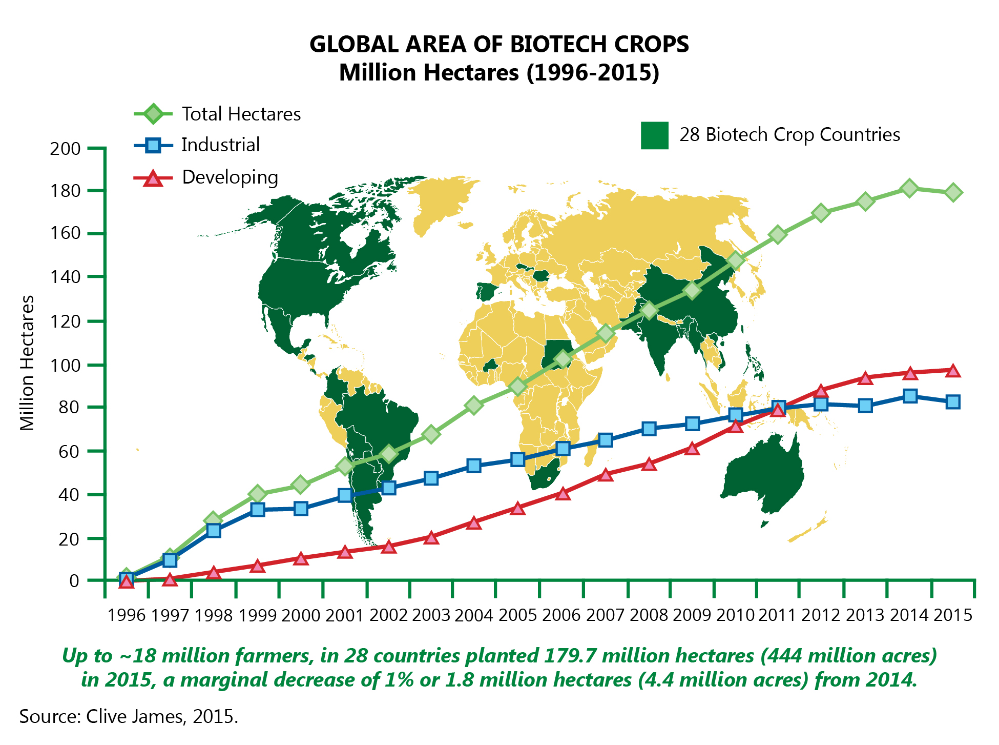 GLOBAL AREA OF BIOTECH CROPS
Million Hectares (1996-2015)
Total Hectares
Industrial
Developing
28 Biotech Crop Countries
Million Hectares
200
180
160
140
120
100
80
60
40
20
0
1996 1997 1998 1999 2000 2001 2002 2003 2004 2005 2006 2007 2008 2009 2010 2011 2012 2013 2014 2015
Up to ~18 million farmers, in 28 countries planted 179.7 million hectares (444 million acres)
in 2015, a marginal decrease of 1% or 1.8 million hectares (4.4 million acres) from 2014.
Source: Clive James, 2015.